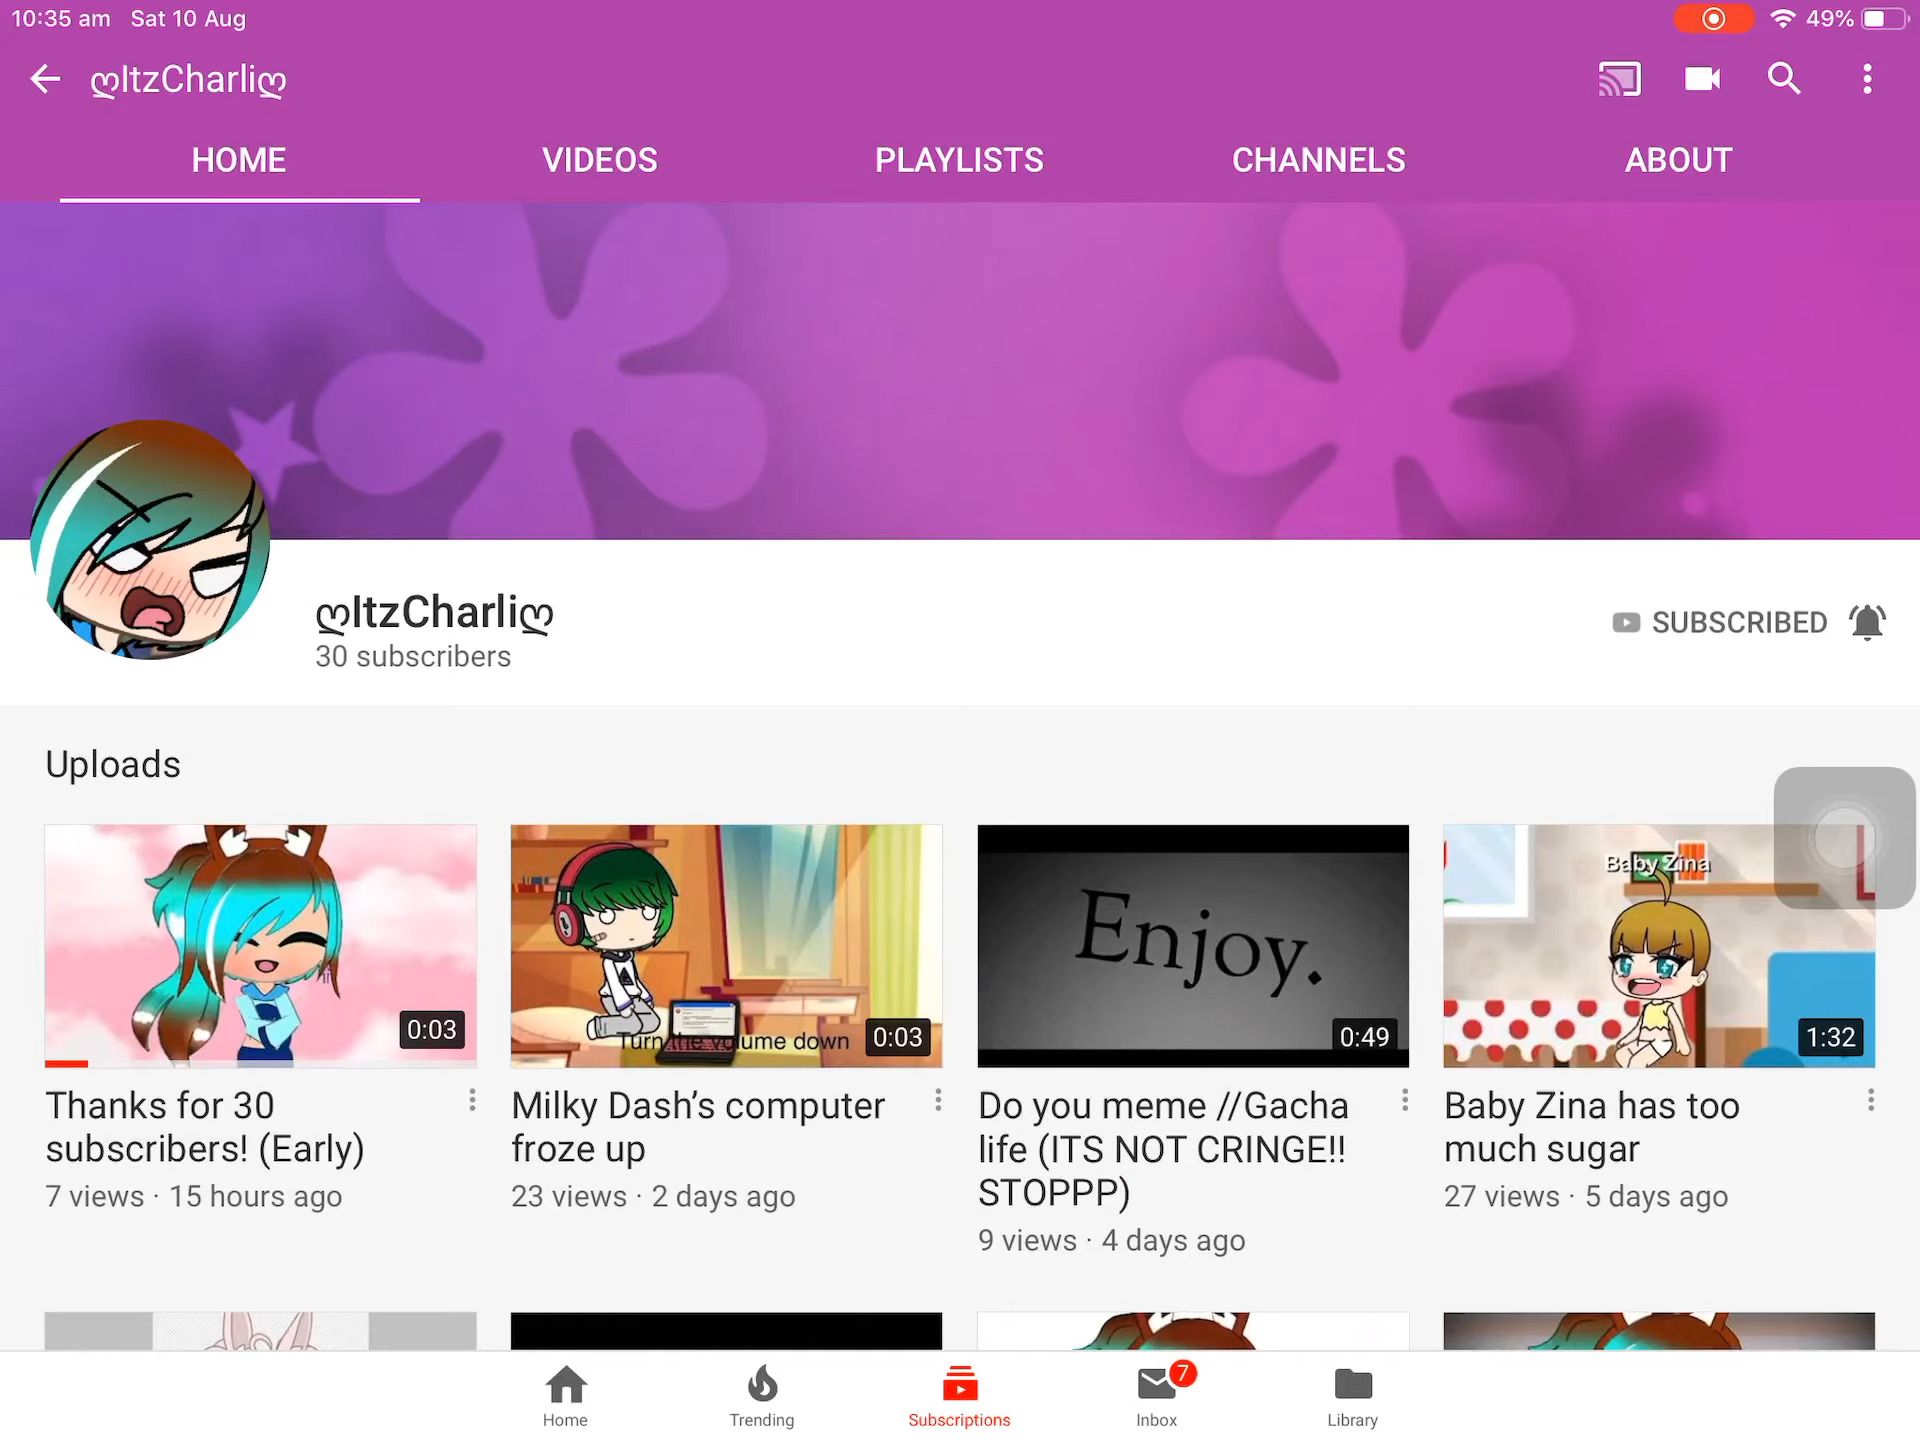 10:35 am Sat 10 Aug 49%
ღItzCharliღ
HOME VIDEOS PLAYLISTS CHANNELS ABOUT
ღItzCharliღ
30 subscribers
SUBSCRIBED
Uploads
0:03
Turn the volume down 0:03
Enjoy.
0:49
Baby Zina
1:32
Thanks for 30
subscribers! (Early)
7 views · 15 hours ago
Milky Dash’s computer
froze up
23 views · 2 days ago
Do you meme //Gacha
life (ITS NOT CRINGE!!
STOPPP)
9 views · 4 days ago
Baby Zina has too
much sugar
27 views · 5 days ago
Home
Trending
Subscriptions
7
Inbox
Library